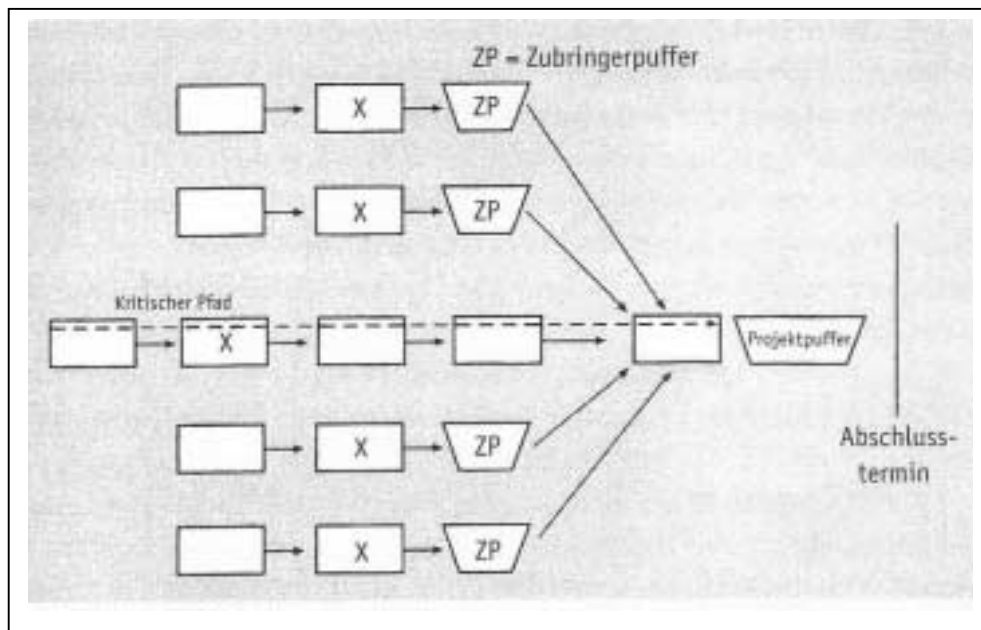 ZP = Zubringerpuffer
X
ZP
X
ZP
Kritischer Pfad
X
Projektpuffer
Abschluss-
termin
X
ZP
X
ZP